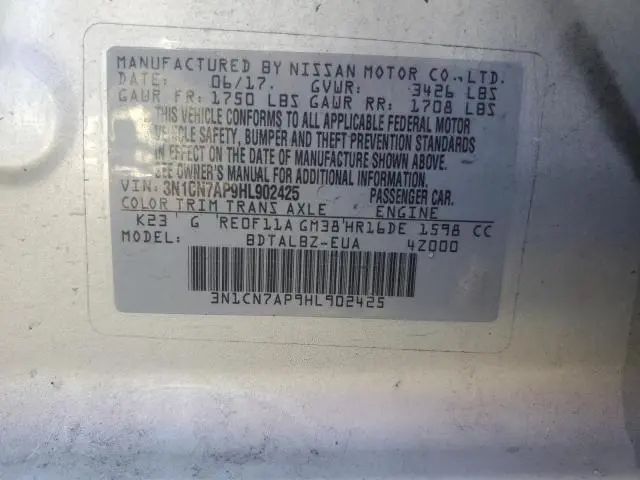 MANUFACTURED BY NISSAN MOTOR CO.,LTD.
DATE: 06/17. GVWR: 3426 LBS
GAWR FR: 1750 LBS GAWR RR: 1708 LBS
THIS VEHICLE CONFORMS TO ALL APPLICABLE FEDERAL MOTOR
VEHICLE SAFETY, BUMPER AND THEFT PREVENTION STANDARDS
IN EFFECT ON THE DATE OF MANUFACTURE SHOWN ABOVE.
SEE OWNER'S MANUAL FOR ADDITIONAL INFORMATION.
VIN: 3N1CN7AP9HL902425 PASSENGER CAR.
COLOR TRIM TRANS AXLE ENGINE
K23 G RE0F11A GM38 HR16DE 1598 CC
MODEL: BDTALBZ-EUA 4Z000
3N1CN7AP9HL902425